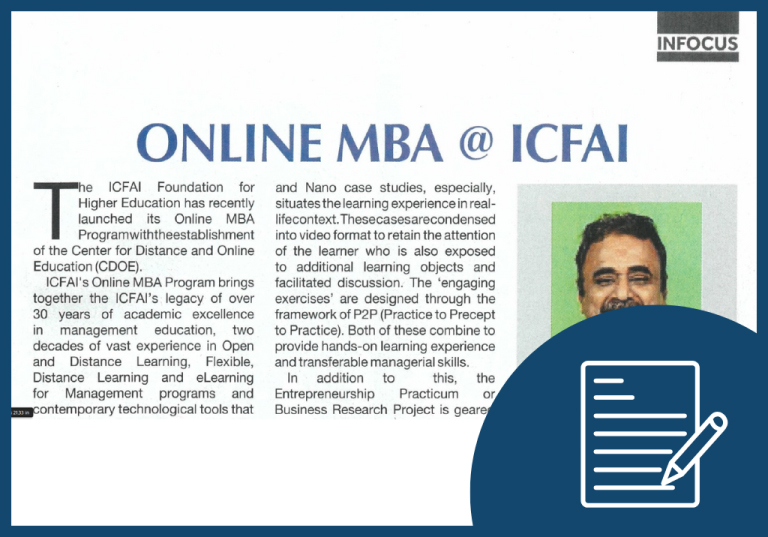 INFOCUS
ONLINE MBA @ ICFAI
The ICFAI Foundation for
Higher Education has recently
launched its Online MBA
Programwiththeestablishment
of the Center for Distance and Online
Education (CDOE).
ICFAI's Online MBA Program brings
together the ICFAI's legacy of over
30 years of academic excellence
in management education, two
decades of vast experience in Open
and Distance Learning, Flexible,
Distance Learning and eLearning
for Management programs and
contemporary technological tools that
and Nano case studies, especially,
situates the learning experience in real-
lifecontext.Thesecasesarecondensed
into video format to retain the attention
of the learner who is also exposed
to additional learning objects and
facilitated discussion. The 'engaging
exercises' are designed through the
framework of P2P (Practice to Precept
to Practice). Both of these combine to
provide hands-on learning experience
and transferable managerial skills.
In addition to this, the
Entrepreneurship Practicum or
Business Research Project is geared